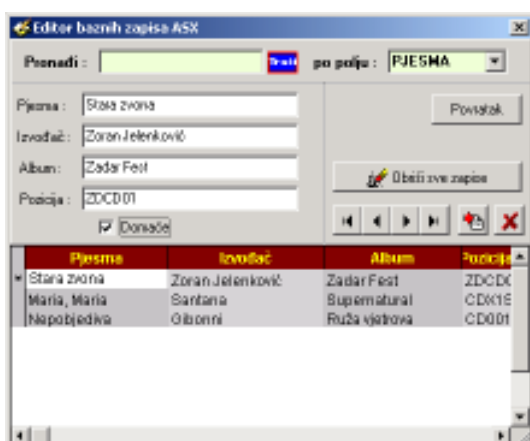 Editor baznih zapisa ASX
Pronađi :
Traži
po polju :
PJESMA
Pjesma :
Stara zvona
Povratak
Izvođač :
Zoran Jelenković
Album :
Zadar Fest
Obriši sve zapise
Pozicija :
ZDCD01
Domaće
Pjesma Izvođač Album Pozicija
Stara zvona Zoran Jelenković Zadar Fest
Maria, Maria Santana Supernatural
Nepobjediva Gibonni Ruža vjetrova CD001